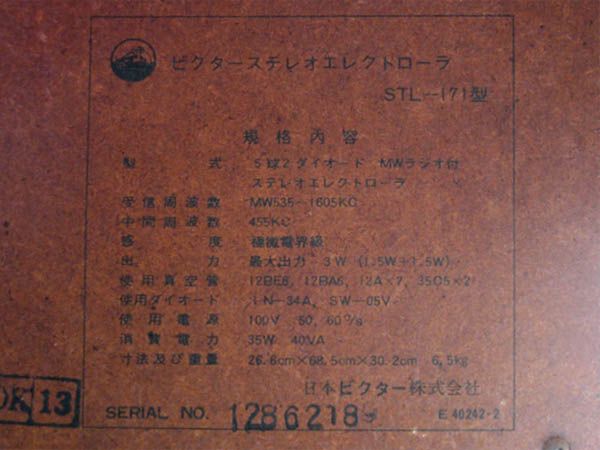 ビクターステレオエレクトローラ
STL-171型
規格内容
型式 5球2ダイオード MWラジオ付
ステレオエレクトローラ
受信周波数 MW535-1605KC
中間周波数 455KC
感度 極微電界級
出力 最大出力 3W (1.5W+1.5W)
使用真空管 12BE6, 12BA6, 12A×7, 35C5×2
使用ダイオード 1N-34A, SW-05V
使用電源 100V 50, 60c/s
消費電力 35W 40VA
寸法及び重量 26.6cm×68.5cm×30.2cm 6,5kg
日本ビクター株式会社
OK 13
SERIAL NO. 1286218
E 40242-2